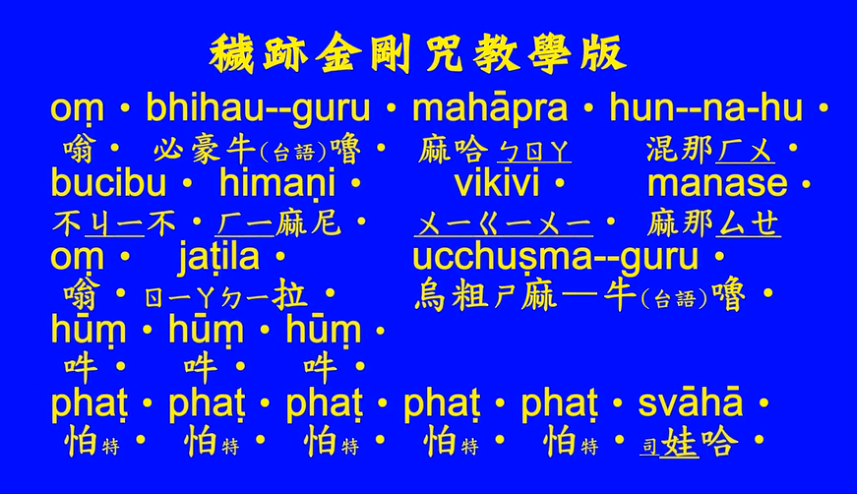 穢跡金剛咒教學版
oṃ • bhihau--guru • mahāpra • hun--na-hu •
嗡 • 必豪牛(台語)嚕 • 麻哈ㄅㄖㄚ 混那ㄏㄨ •
bucibu • himaṇi • vikivi • manase •
不ㄐㄧ不 • ㄏㄧ麻尼 • ㄨㄧㄍㄧㄨㄧ • 麻那ㄙㄝ
oṃ • jaṭila • ucchuṣma--guru •
嗡 • ㄖㄧㄚㄉㄧ拉 • 烏粗ㄕ麻一牛(台語)嚕 •
hūṃ • hūṃ • hūṃ •
吽 • 吽 • 吽 •
phaṭ • phaṭ • phaṭ • phaṭ • phaṭ • svāhā •
怕特 • 怕特 • 怕特 • 怕特 • 怕特 • 司娃哈 •